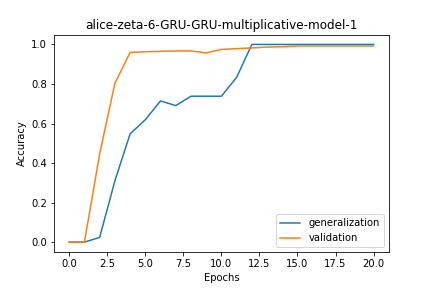 alice-zeta-6-GRU-GRU-multiplicative-model-1
1.0
0.8
0.6
0.4
0.2
0.0
Accuracy
generalization
validation
0.0 2.5 5.0 7.5 10.0 12.5 15.0 17.5 20.0
Epochs